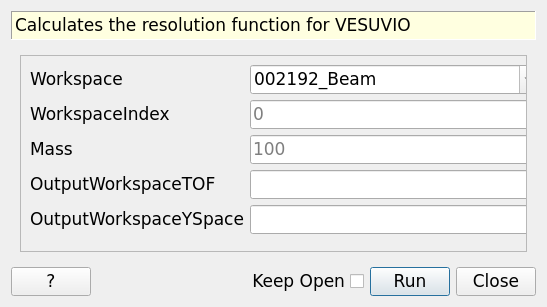 Calculates the resolution function for VESUVIO
Workspace 002192_Beam
WorkspaceIndex 0
Mass 100
OutputWorkspaceTOF
OutputWorkspaceYSpace
? Keep Open Run Close